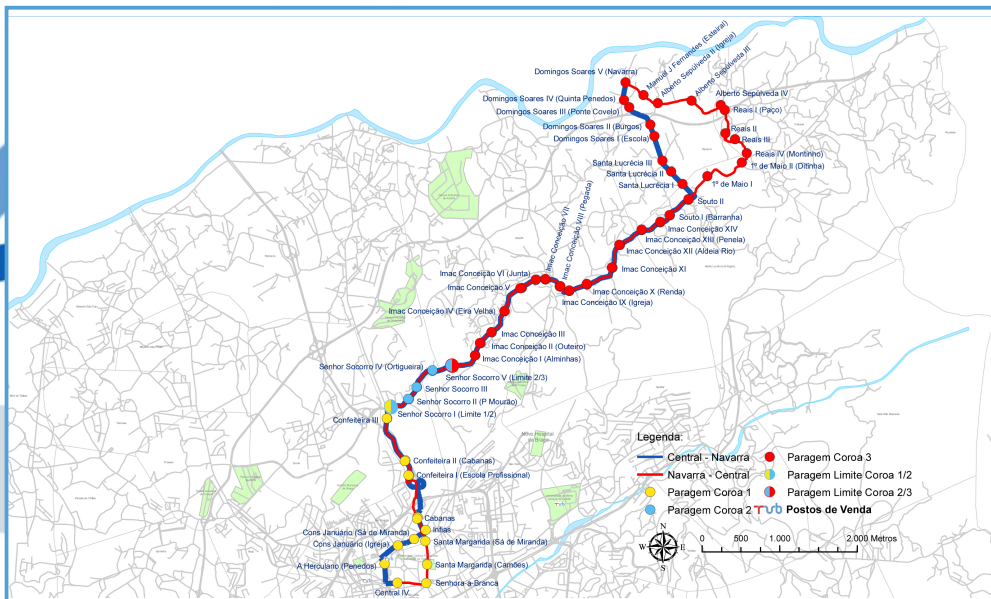 Manuel J Fernandes (Esteiral)
Alberto Sepúlveda II (Igreja)
Alberto Sepúlveda III
Domingos Soares V (Navarra)
Domingos Soares IV (Quinta Penedos)
Alberto Sepúlveda IV
Domingos Soares III (Ponte Covelo)
Reais I (Paço)
Domingos Soares II (Burgos)
Reais II
Domingos Soares I (Escola)
Reais III
Reais IV (Montinho)
Santa Lucrécia III
1º de Maio II (Ditinha)
Santa Lucrécia II
Santa Lucrécia I
1º de Maio I
Souto II
Souto I (Barranha)
Imac Conceição XIV
Imac Conceição XIII (Penela)
Imac Conceição XII (Aldeia Rio)
Imac Conceição VII
Imac Conceição VIII (Pegada)
Imac Conceição XI
Imac Conceição VI (Junta)
Imac Conceição V
Imac Conceição X (Renda)
Imac Conceição IX (Igreja)
Imac Conceição IV (Eira Velha)
Imac Conceição III
Imac Conceição II (Outeiro)
Imac Conceição I (Alminhas)
Senhor Socorro IV (Ortigueira)
Senhor Socorro V (Limite 2/3)
Senhor Socorro III
Senhor Socorro II (P Mourão)
Senhor Socorro I (Limite 1/2)
Confeiteira III
Novo Hospital
de Braga
Confeiteira II (Cabanas)
Confeiteira I (Escola Profissional)
Cabanas
Infias
Cons Januário (Sá de Miranda)
Santa Margarida (Sá de Miranda)
Cons Januário (Igreja)
A Herculano (Penedos)
Santa Margarida (Camões)
Senhora-a-Branca
Central IV
Legenda:
Central - Navarra
Navarra - Central
Paragem Coroa 1
Paragem Coroa 2
Paragem Coroa 3
Paragem Limite Coroa 1/2
Paragem Limite Coroa 2/3
Tub Postos de Venda
N
W E
S
0 500 1.000 2.000 Metros